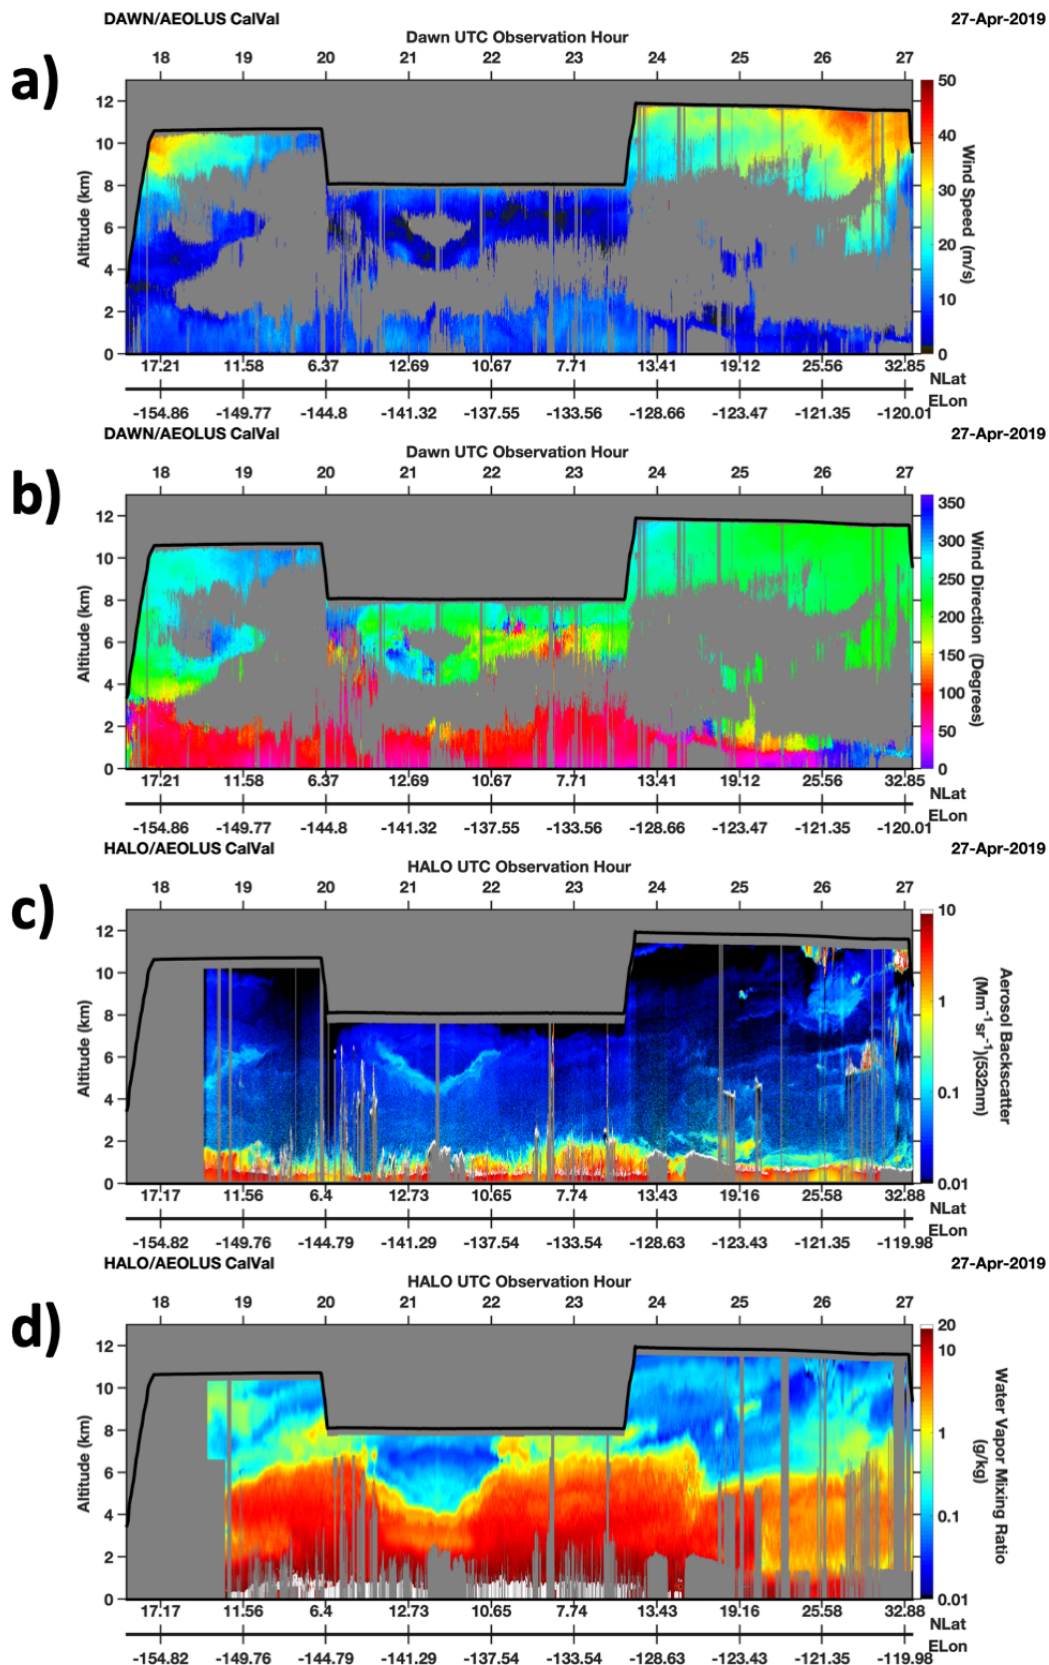 DAWN/AEOLUS CalVal 27-Apr-2019
Dawn UTC Observation Hour
a)
18 19 20 21 22 23 24 25 26 27
12 10 8 6 4 2 0
Altitude (km)
50 40 30 20 10 0
Wind Speed (m/s)
17.21 11.58 6.37 12.69 10.67 7.71 13.41 19.12 25.56 32.85
NLat
ELon
-154.86 -149.77 -144.8 -141.32 -137.55 -133.56 -128.66 -123.47 -121.35 -120.01
DAWN/AEOLUS CalVal 27-Apr-2019
Dawn UTC Observation Hour
b)
18 19 20 21 22 23 24 25 26 27
12 10 8 6 4 2 0
Altitude (km)
350 300 250 200 150 100 50 0
Wind Direction (Degrees)
17.21 11.58 6.37 12.69 10.67 7.71 13.41 19.12 25.56 32.85
NLat
ELon
-154.86 -149.77 -144.8 -141.32 -137.55 -133.56 -128.66 -123.47 -121.35 -120.01
HALO/AEOLUS CalVal 27-Apr-2019
HALO UTC Observation Hour
c)
18 19 20 21 22 23 24 25 26 27
12 10 8 6 4 2 0
Altitude (km)
10 1 0.1 0.01
Aerosol Backscatter
(Mm⁻¹sr⁻¹)(532nm)
17.17 11.56 6.4 12.73 10.65 7.74 13.43 19.16 25.58 32.88
NLat
ELon
-154.82 -149.76 -144.79 -141.29 -137.54 -133.54 -128.63 -123.43 -121.35 -119.98
HALO/AEOLUS CalVal 27-Apr-2019
HALO UTC Observation Hour
d)
18 19 20 21 22 23 24 25 26 27
12 10 8 6 4 2 0
Altitude (km)
20 10 1 0.1 0.01
Water Vapor Mixing Ratio
(g/kg)
17.17 11.56 6.4 12.73 10.65 7.74 13.43 19.16 25.58 32.88
NLat
ELon
-154.82 -149.76 -144.79 -141.29 -137.54 -133.54 -128.63 -123.43 -121.35 -119.98